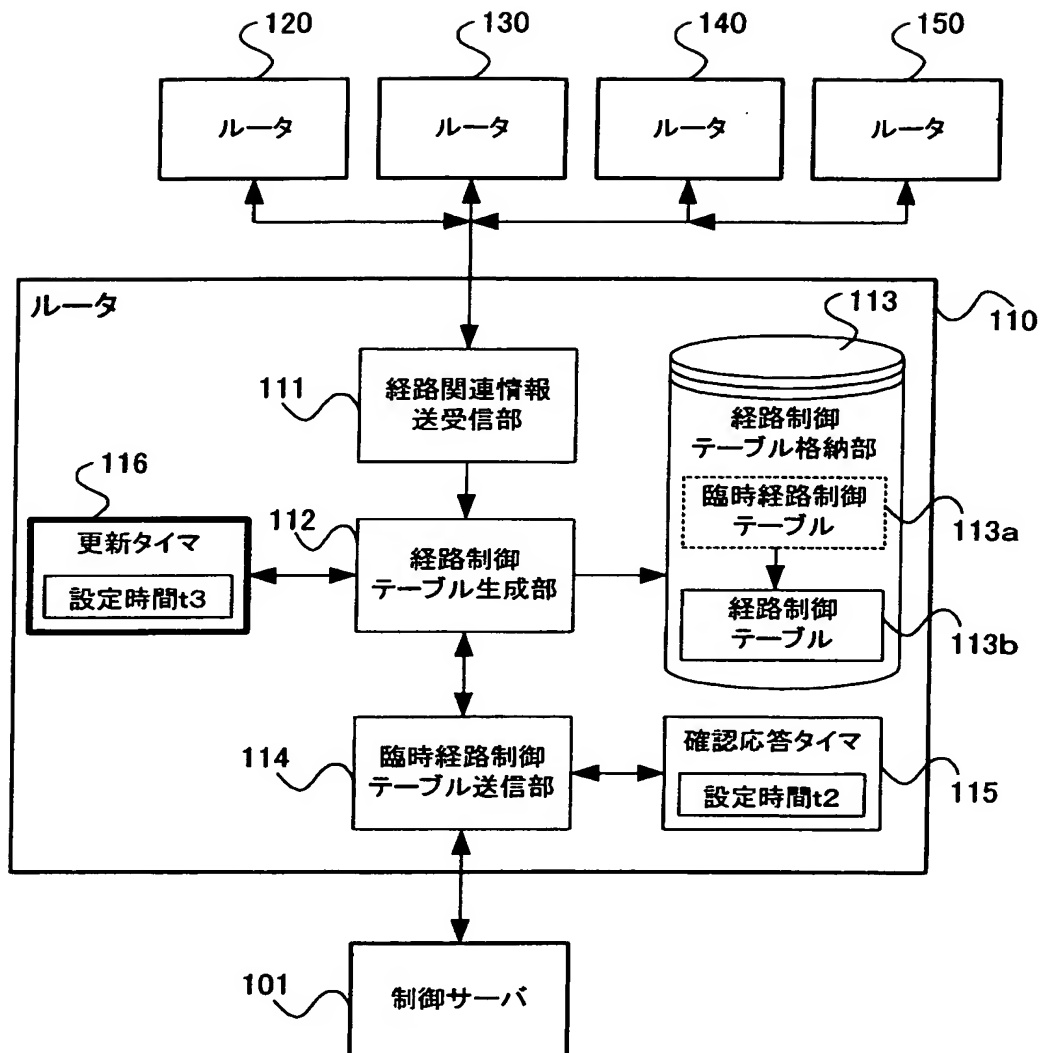 120
130
140
150
ルータ
ルータ
ルータ
ルータ
ルータ
110
113
111
経路関連情報
送受信部
経路制御
テーブル格納部
116
臨時経路制御
テーブル
113a
112
更新タイマ
設定時間t3
経路制御
テーブル生成部
経路制御
テーブル
113b
114
臨時経路制御
テーブル送信部
確認応答タイマ
設定時間t2
115
101
制御サーバ